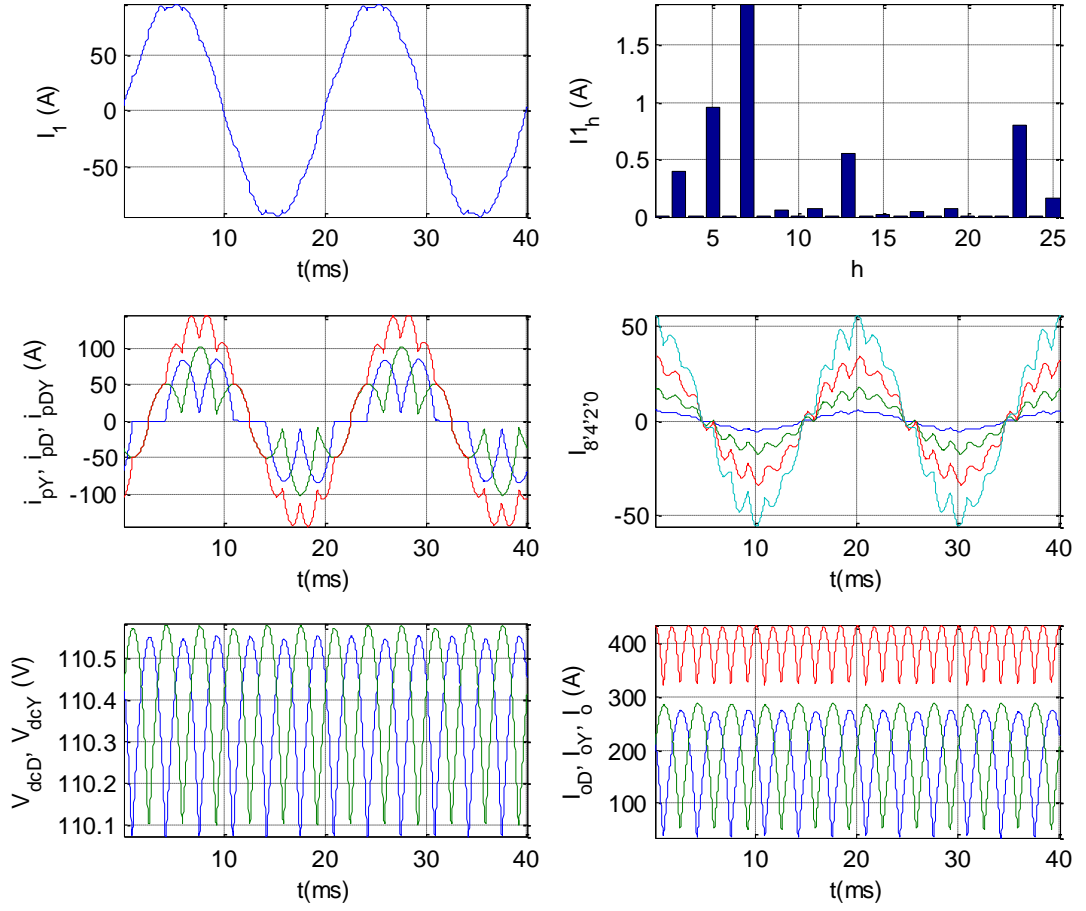 I1 (A)
50
0
-50
10 20 30 40
t(ms)
I1h (A)
1.5
1
0.5
0
5 10 15 20 25
h
ipY, ipD, ipDY (A)
100
50
0
-50
-100
10 20 30 40
t(ms)
I8'4'2'0
50
0
-50
0 10 20 30 40
t(ms)
VdcD, VdcY (V)
110.5
110.4
110.3
110.2
110.1
10 20 30 40
t(ms)
IoD, IoY, Io (A)
400
300
200
100
10 20 30 40
t(ms)